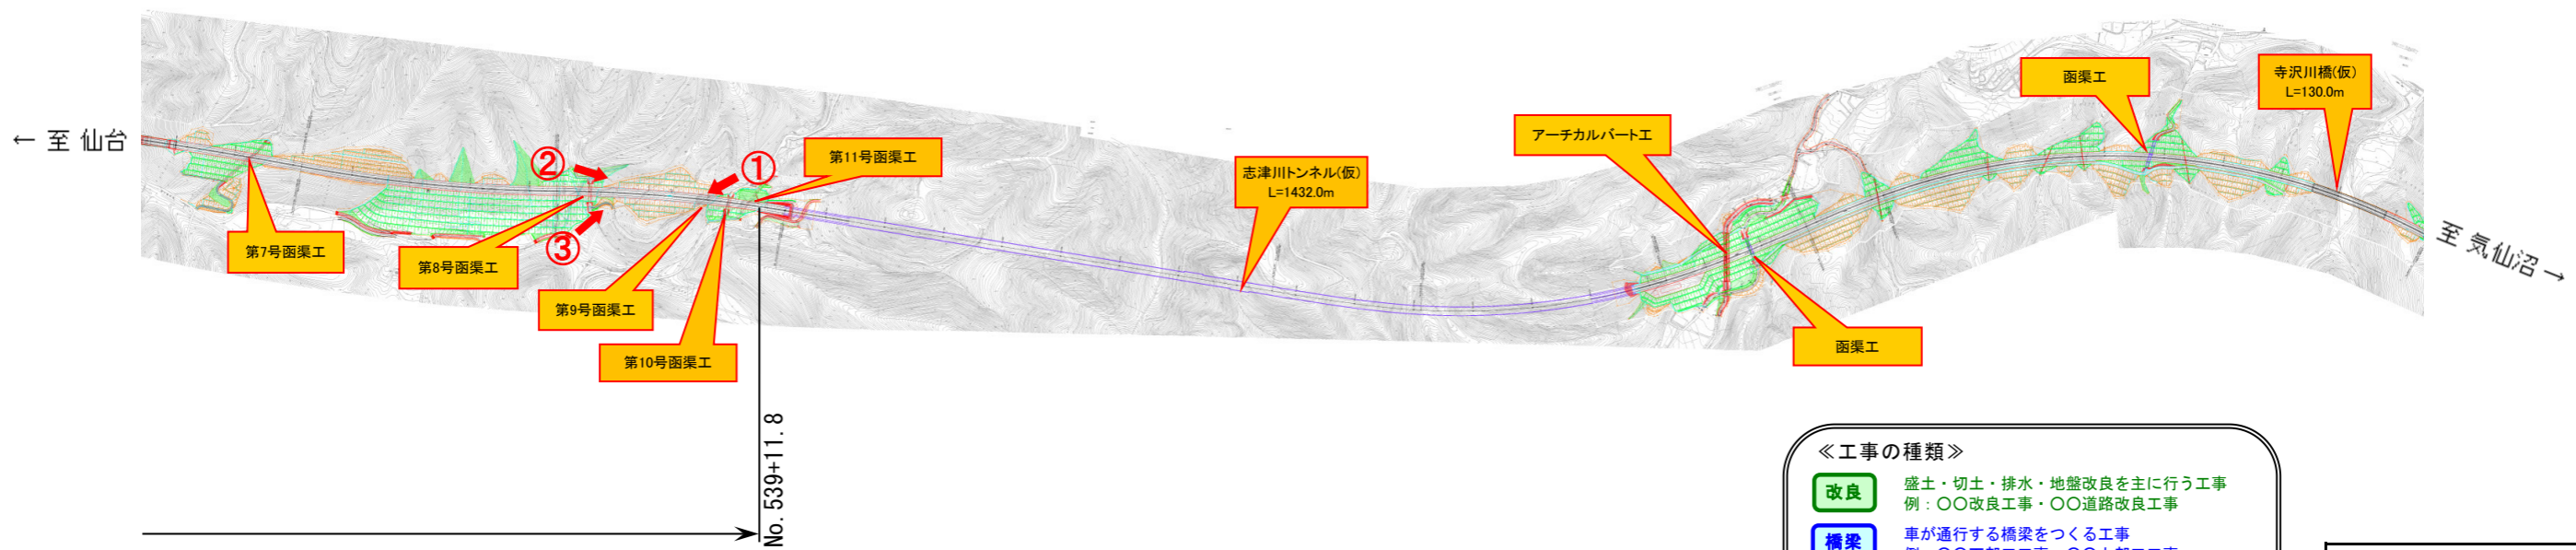 ← 至 仙台
②
①
③
第7号函渠工
第8号函渠工
第9号函渠工
第10号函渠工
第11号函渠工
No.539+11.8
志津川トンネル(仮)
L=1432.0m
アーチカルバート工
函渠工
函渠工
寺沢川橋(仮)
L=130.0m
至 気仙沼 →
≪工事の種類≫
改良
盛土・切土・排水・地盤改良を主に行う工事
例：〇〇改良工事・〇〇道路改良工事
橋梁
車が通行する橋梁をつくる工事